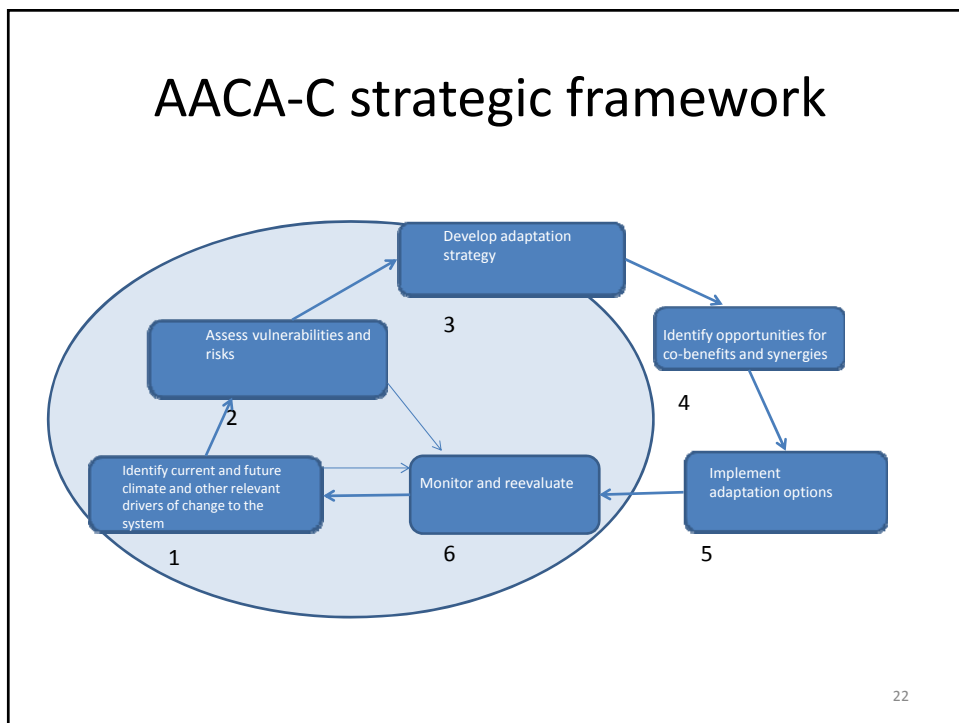 AACA-C strategic framework
Develop adaptation
strategy
3
Assess vulnerabilities and
risks
2
Identify opportunities for
co-benefits and synergies
4
Identify current and future
climate and other relevant
drivers of change to the
system
1
Monitor and reevaluate
6
Implement
adaptation options
5
22